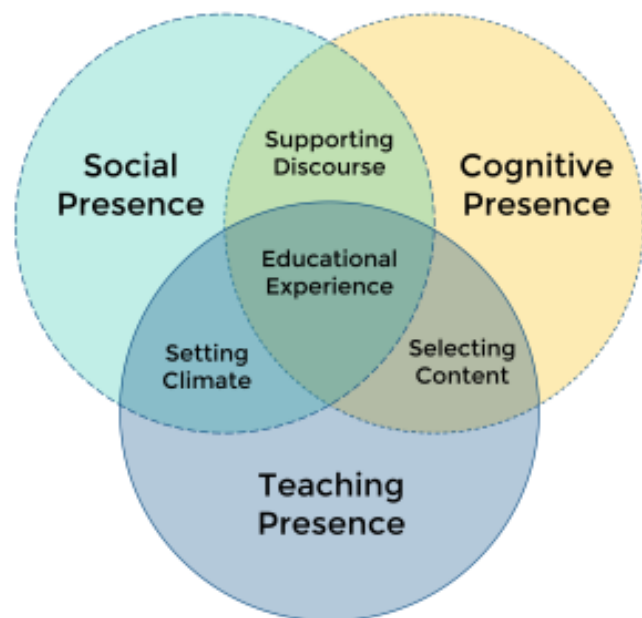 Social
Presence
Supporting
Discourse
Cognitive
Presence
Educational
Experience
Setting
Climate
Selecting
Content
Teaching
Presence